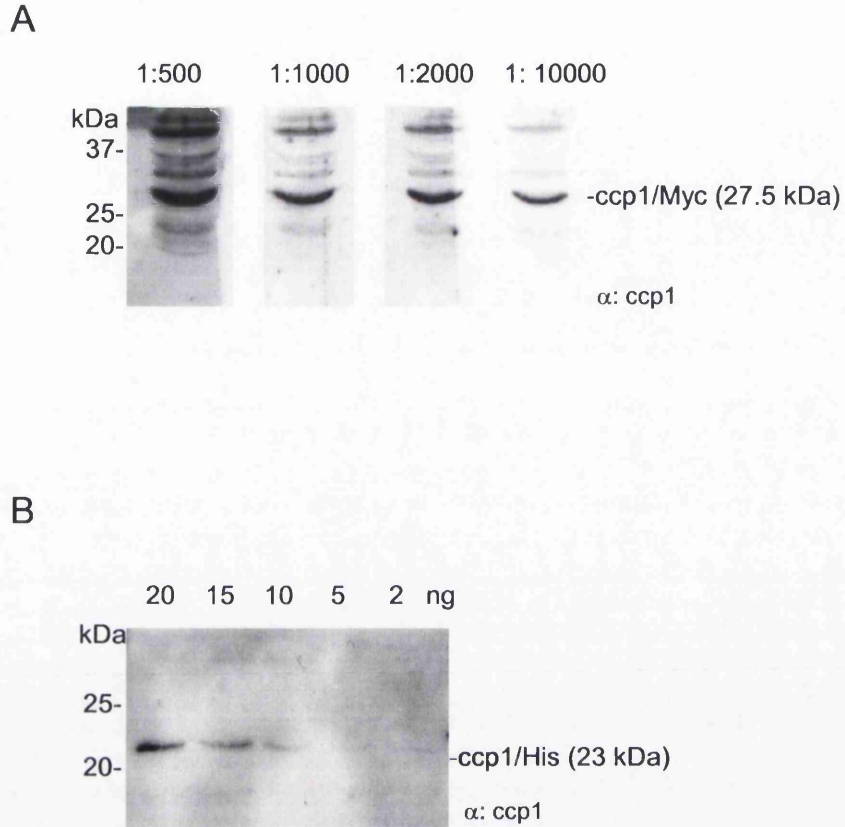 A
1:500 1:1000 1:2000 1: 10000
kDa
37-
-ccp1/Myc (27.5 kDa)
25-
20-
α: ccp1
B
20 15 10 5 2 ng
kDa
25-
-ccp1/His (23 kDa)
20-
α: ccp1